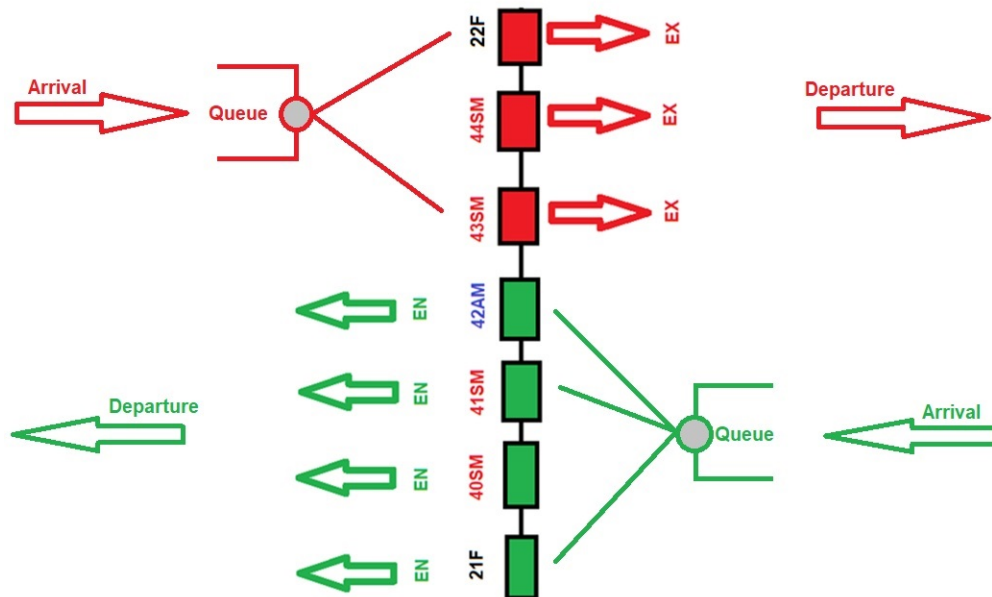 22F
EX
Arrival
Departure
Queue
44SM
EX
43SM
EX
EN
42AM
EN
41SM
Departure
Arrival
Queue
EN
40SM
EN
21F